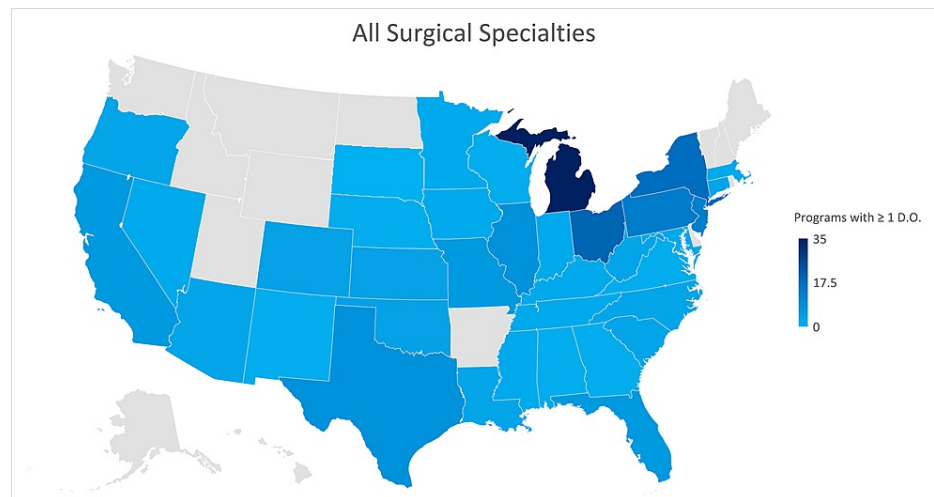 All Surgical Specialties
Programs with ≥ 1 D.O.
35
17.5
0